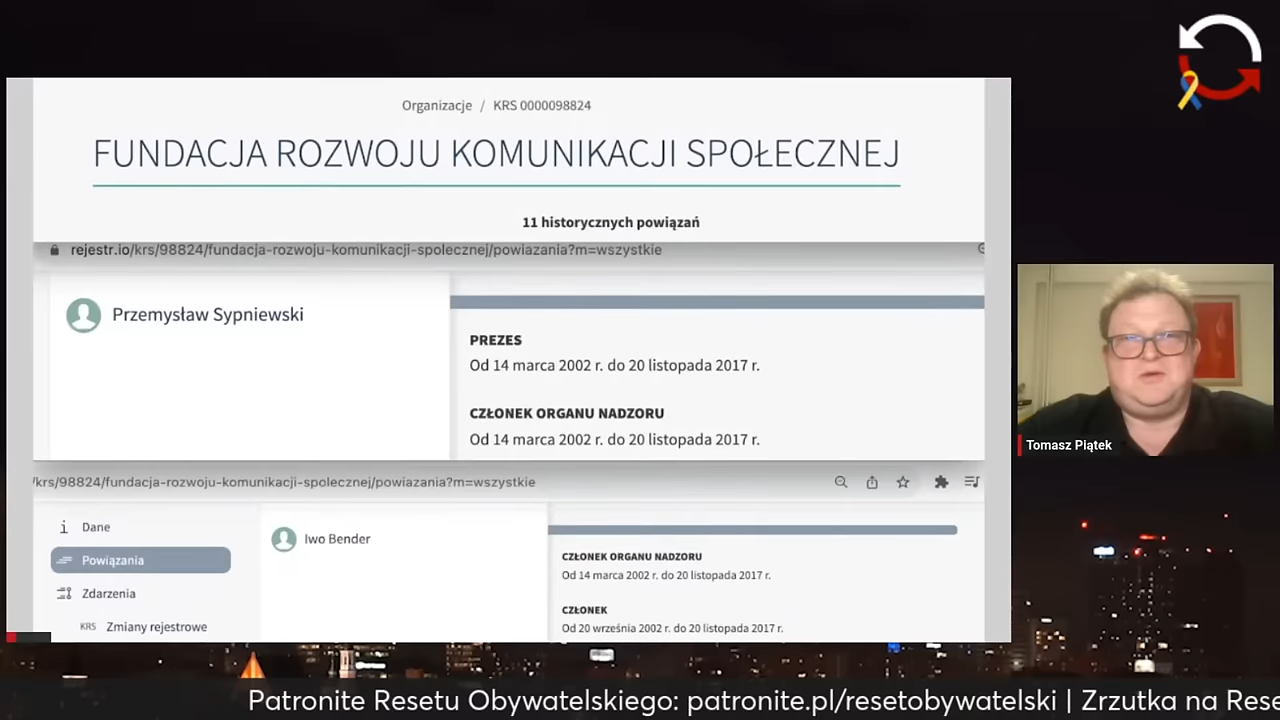 Organizacje / KRS 0000098824
FUNDACJA ROZWOJU KOMUNIKACJI SPOŁECZNEJ
11 historycznych powiązań
rejestr.io/krs/98824/fundacja-rozwoju-komunikacji-spolecznej/powiazania?m=wszystkie
Przemysław Sypniewski
PREZES
Od 14 marca 2002 r. do 20 listopada 2017 r.
CZŁONEK ORGANU NADZORU
Od 14 marca 2002 r. do 20 listopada 2017 r.
/krs/98824/fundacja-rozwoju-komunikacji-spolecznej/powiazania?m=wszystkie
Dane
Powiązania
Zdarzenia
KRS Zmiany rejestrowe
Iwo Bender
CZŁONEK ORGANU NADZORU
Od 14 marca 2002 r. do 20 listopada 2017 r.
CZŁONEK
Od 20 września 2002 r. do 20 listopada 2017 r.
Tomasz Piątek
Patronite Resetu Obywatelskiego: patronite.pl/resetobywatelski | Zrzutka na Rese